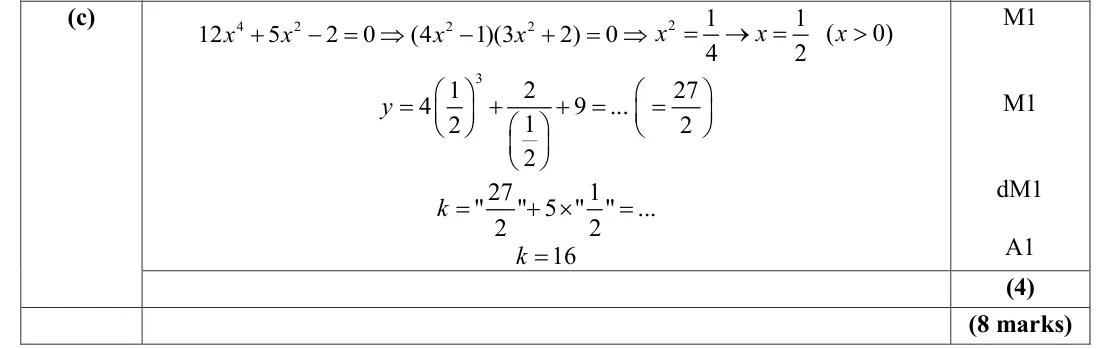 (c) 12x⁴ + 5x² − 2 = 0 ⇒ (4x² − 1)(3x² + 2) = 0 ⇒ x² = 1/4 → x = 1/2 (x > 0) M1
y = 4(1/2)³ + 2/(1/2) + 9 = ... ( = 27/2 ) M1
k = "27/2" + 5 × "1/2" = ... dM1
k = 16 A1
(4)
(8 marks)